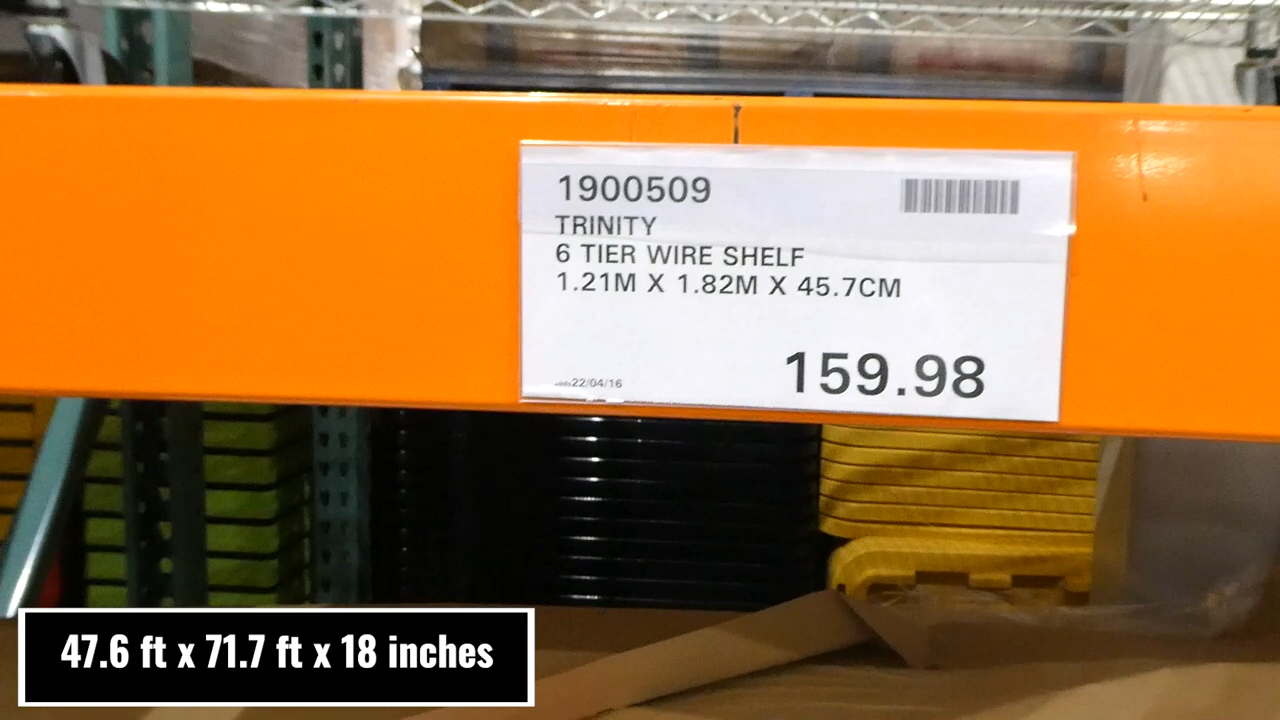 1900509
TRINITY
6 TIER WIRE SHELF
1.21M X 1.82M X 45.7CM
22/04/16
159.98
47.6 ft x 71.7 ft x 18 inches